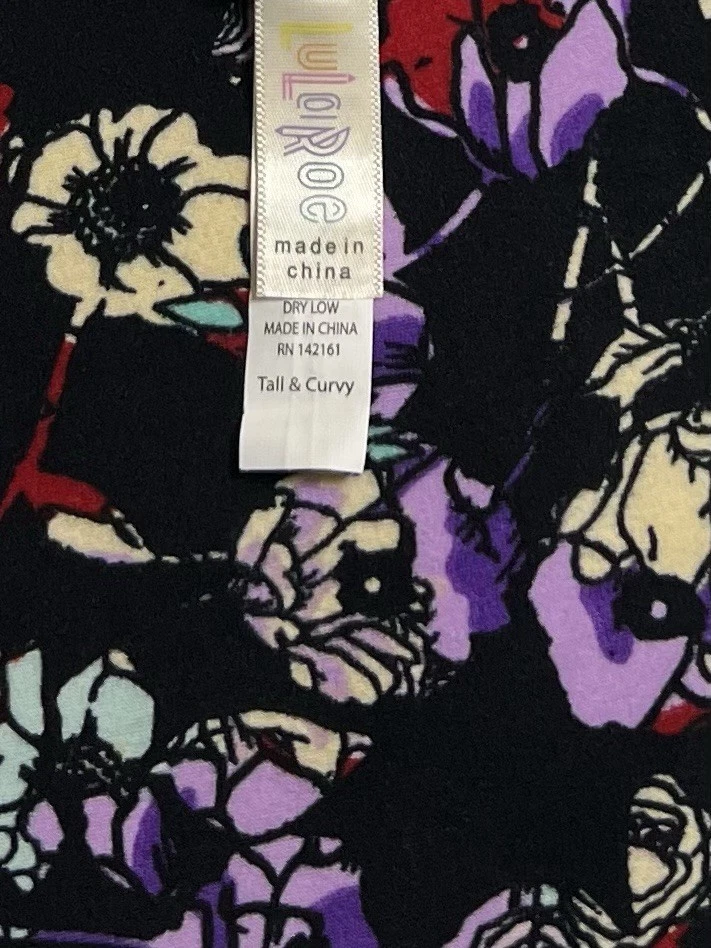 LuLaRoe
made in
china
DRY LOW
MADE IN CHINA
RN 142161
Tall & Curvy